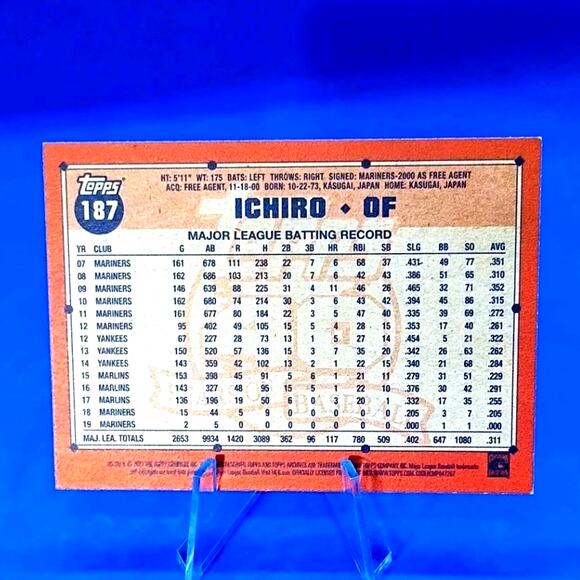 Topps
187
HT: 5'11" WT: 175 BATS: LEFT THROWS: RIGHT SIGNED: MARINERS-2000 AS FREE AGENT
ACQ: FREE AGENT, 11-18-00 BORN: 10-22-73, KASUGAI, JAPAN HOME: KASUGAI, JAPAN
ICHIRO ◆ OF
MAJOR LEAGUE BATTING RECORD
YR CLUB G AB R H 2B 3B HR RBI SB SLG BB SO AVG
07 MARINERS 161 678 111 238 22 7 6 68 37 .431 49 77 .351
08 MARINERS 162 686 103 213 20 7 6 42 43 .386 51 65 .310
09 MARINERS 146 639 88 225 31 4 11 46 26 .465 32 71 .352
10 MARINERS 162 680 74 214 30 3 6 43 42 .394 45 86 .315
11 MARINERS 161 677 80 184 22 3 5 47 40 .335 39 69 .272
12 MARINERS 95 402 49 105 15 5 4 28 15 .353 17 40 .261
12 YANKEES 67 227 28 73 13 1 5 27 14 .454 5 21 .322
13 YANKEES 150 520 57 136 15 3 7 35 20 .342 26 63 .262
14 YANKEES 143 359 42 102 13 2 1 22 15 .340 21 68 .284
15 MARLINS 153 398 45 91 5 6 1 21 11 .279 31 51 .229
16 MARLINS 143 327 48 95 15 5 1 22 10 .376 30 42 .291
17 MARLINS 136 196 19 50 6 0 3 20 1 .332 17 35 .255
18 MARINERS 15 44 5 9 0 0 0 0 0 .205 3 7 .205
19 MARINERS 2 5 0 0 0 0 0 0 0 .000 1 1 .000
MAJ. LEA. TOTALS 2653 9934 1420 3089 362 96 117 780 509 .402 647 1080 .311
BASEBALL